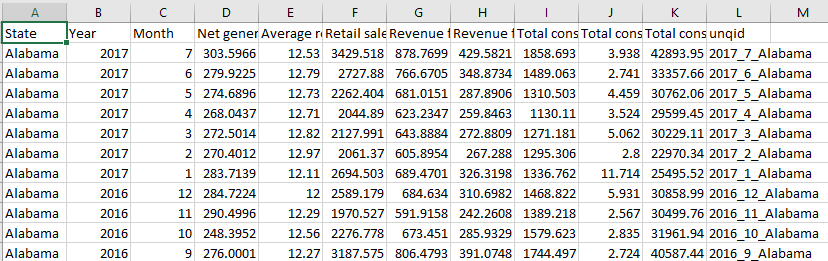 A B C D E F G H I J K L M
State Year Month Net gener Average r Retail sale Revenue f Revenue f Total cons Total cons Total cons unqid
Alabama 2017 7 303.5966 12.53 3429.518 878.7699 429.5821 1858.693 3.938 42893.95 2017_7_Alabama
Alabama 2017 6 279.9225 12.79 2727.88 766.6705 348.8734 1489.063 2.741 33357.66 2017_6_Alabama
Alabama 2017 5 274.6896 12.73 2262.404 681.0151 287.8906 1310.503 4.459 30762.06 2017_5_Alabama
Alabama 2017 4 268.0437 12.71 2044.89 623.2347 259.8463 1130.11 3.524 29599.45 2017_4_Alabama
Alabama 2017 3 272.5014 12.82 2127.991 643.8884 272.8809 1271.181 5.062 30229.11 2017_3_Alabama
Alabama 2017 2 270.4012 12.97 2061.37 605.8954 267.288 1295.306 2.8 22970.34 2017_2_Alabama
Alabama 2017 1 283.7139 12.11 2694.503 689.4701 326.3198 1336.762 11.714 25495.52 2017_1_Alabama
Alabama 2016 12 284.7224 12 2589.179 684.634 310.6982 1468.822 5.931 30858.99 2016_12_Alabama
Alabama 2016 11 290.4996 12.29 1970.527 591.9158 242.2608 1389.218 2.567 30499.76 2016_11_Alabama
Alabama 2016 10 248.3952 12.56 2276.778 673.451 285.9329 1579.623 2.835 31961.94 2016_10_Alabama
Alabama 2016 9 276.0001 12.27 3187.575 806.4793 391.0748 1744.497 2.724 40587.44 2016_9_Alabama